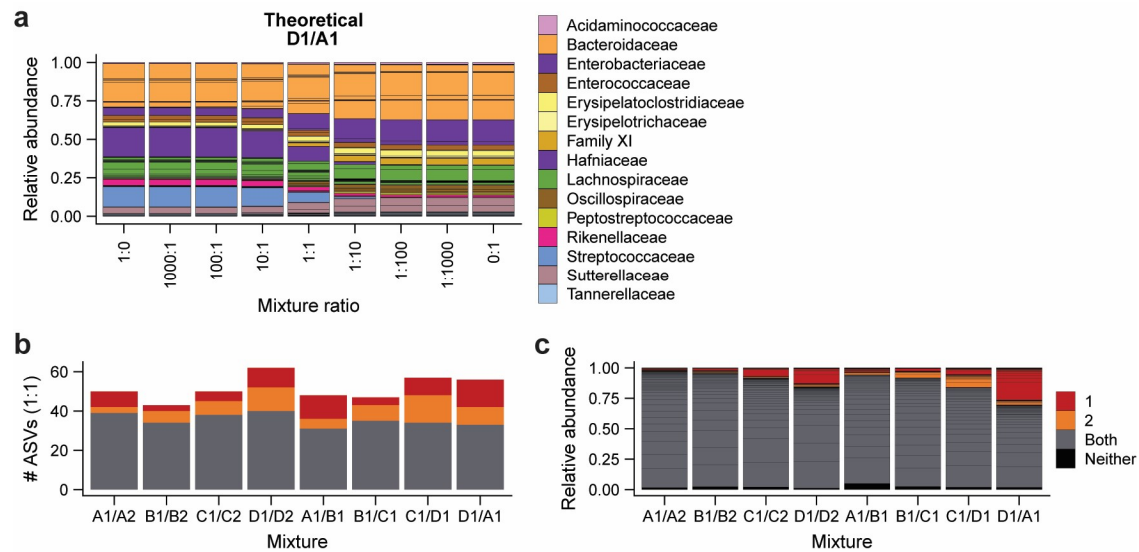 a
Theoretical
D1/A1
Relative abundance
1.00
0.75
0.50
0.25
0.00
1:0
1000:1
100:1
10:1
1:1
1:10
1:100
1:1000
0:1
Mixture ratio
Acidaminococcaceae
Bacteroidaceae
Enterobacteriaceae
Enterococcaceae
Erysipelatoclostridiaceae
Erysipelotrichaceae
Family XI
Hafniaceae
Lachnospiraceae
Oscillospiraceae
Peptostreptococcaceae
Rikenellaceae
Streptococcaceae
Sutterellaceae
Tannerellaceae
b
# ASVs (1:1)
60
40
20
0
A1/A2 B1/B2 C1/C2 D1/D2 A1/B1 B1/C1 C1/D1 D1/A1
Mixture
c
Relative abundance
1.00
0.75
0.50
0.25
0.00
A1/A2 B1/B2 C1/C2 D1/D2 A1/B1 B1/C1 C1/D1 D1/A1
Mixture
1
2
Both
Neither